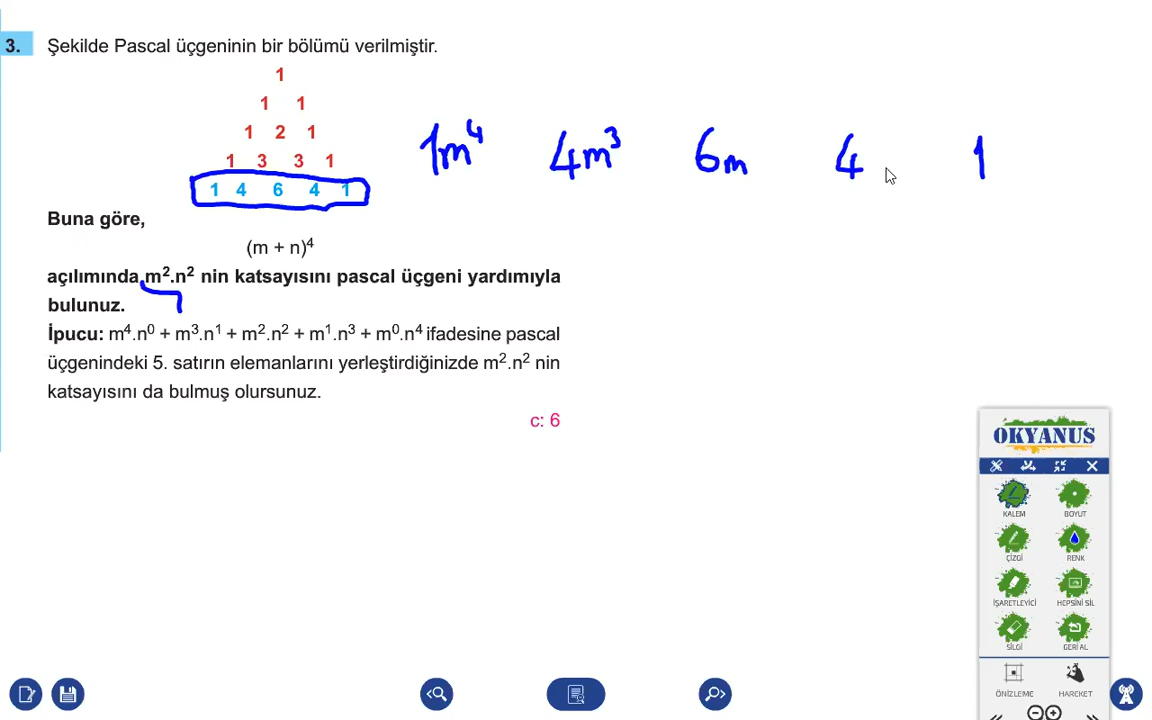 3. Şekilde Pascal üçgeninin bir bölümü verilmiştir.
1
1 1
1 2 1
1 3 3 1
1 4 6 4 1
1m⁴ 4m³ 6m 4 1
Buna göre,
(m + n)⁴
açılımında m².n² nin katsayısını pascal üçgeni yardımıyla
bulunuz.
İpucu: m⁴.n⁰ + m³.n¹ + m².n² + m¹.n³ + m⁰.n⁴ ifadesine pascal
üçgenindeki 5. satırın elemanlarını yerleştirdiğinizde m².n² nin
katsayısını da bulmuş olursunuz.
c: 6
OKYANUS
KALEM BOYUT
ÇİZGİ RENK
İŞARETLEYİCİ HEPSİNİ SİL
SİLGİ GERİ AL
ÖNİZLEME HAREKET